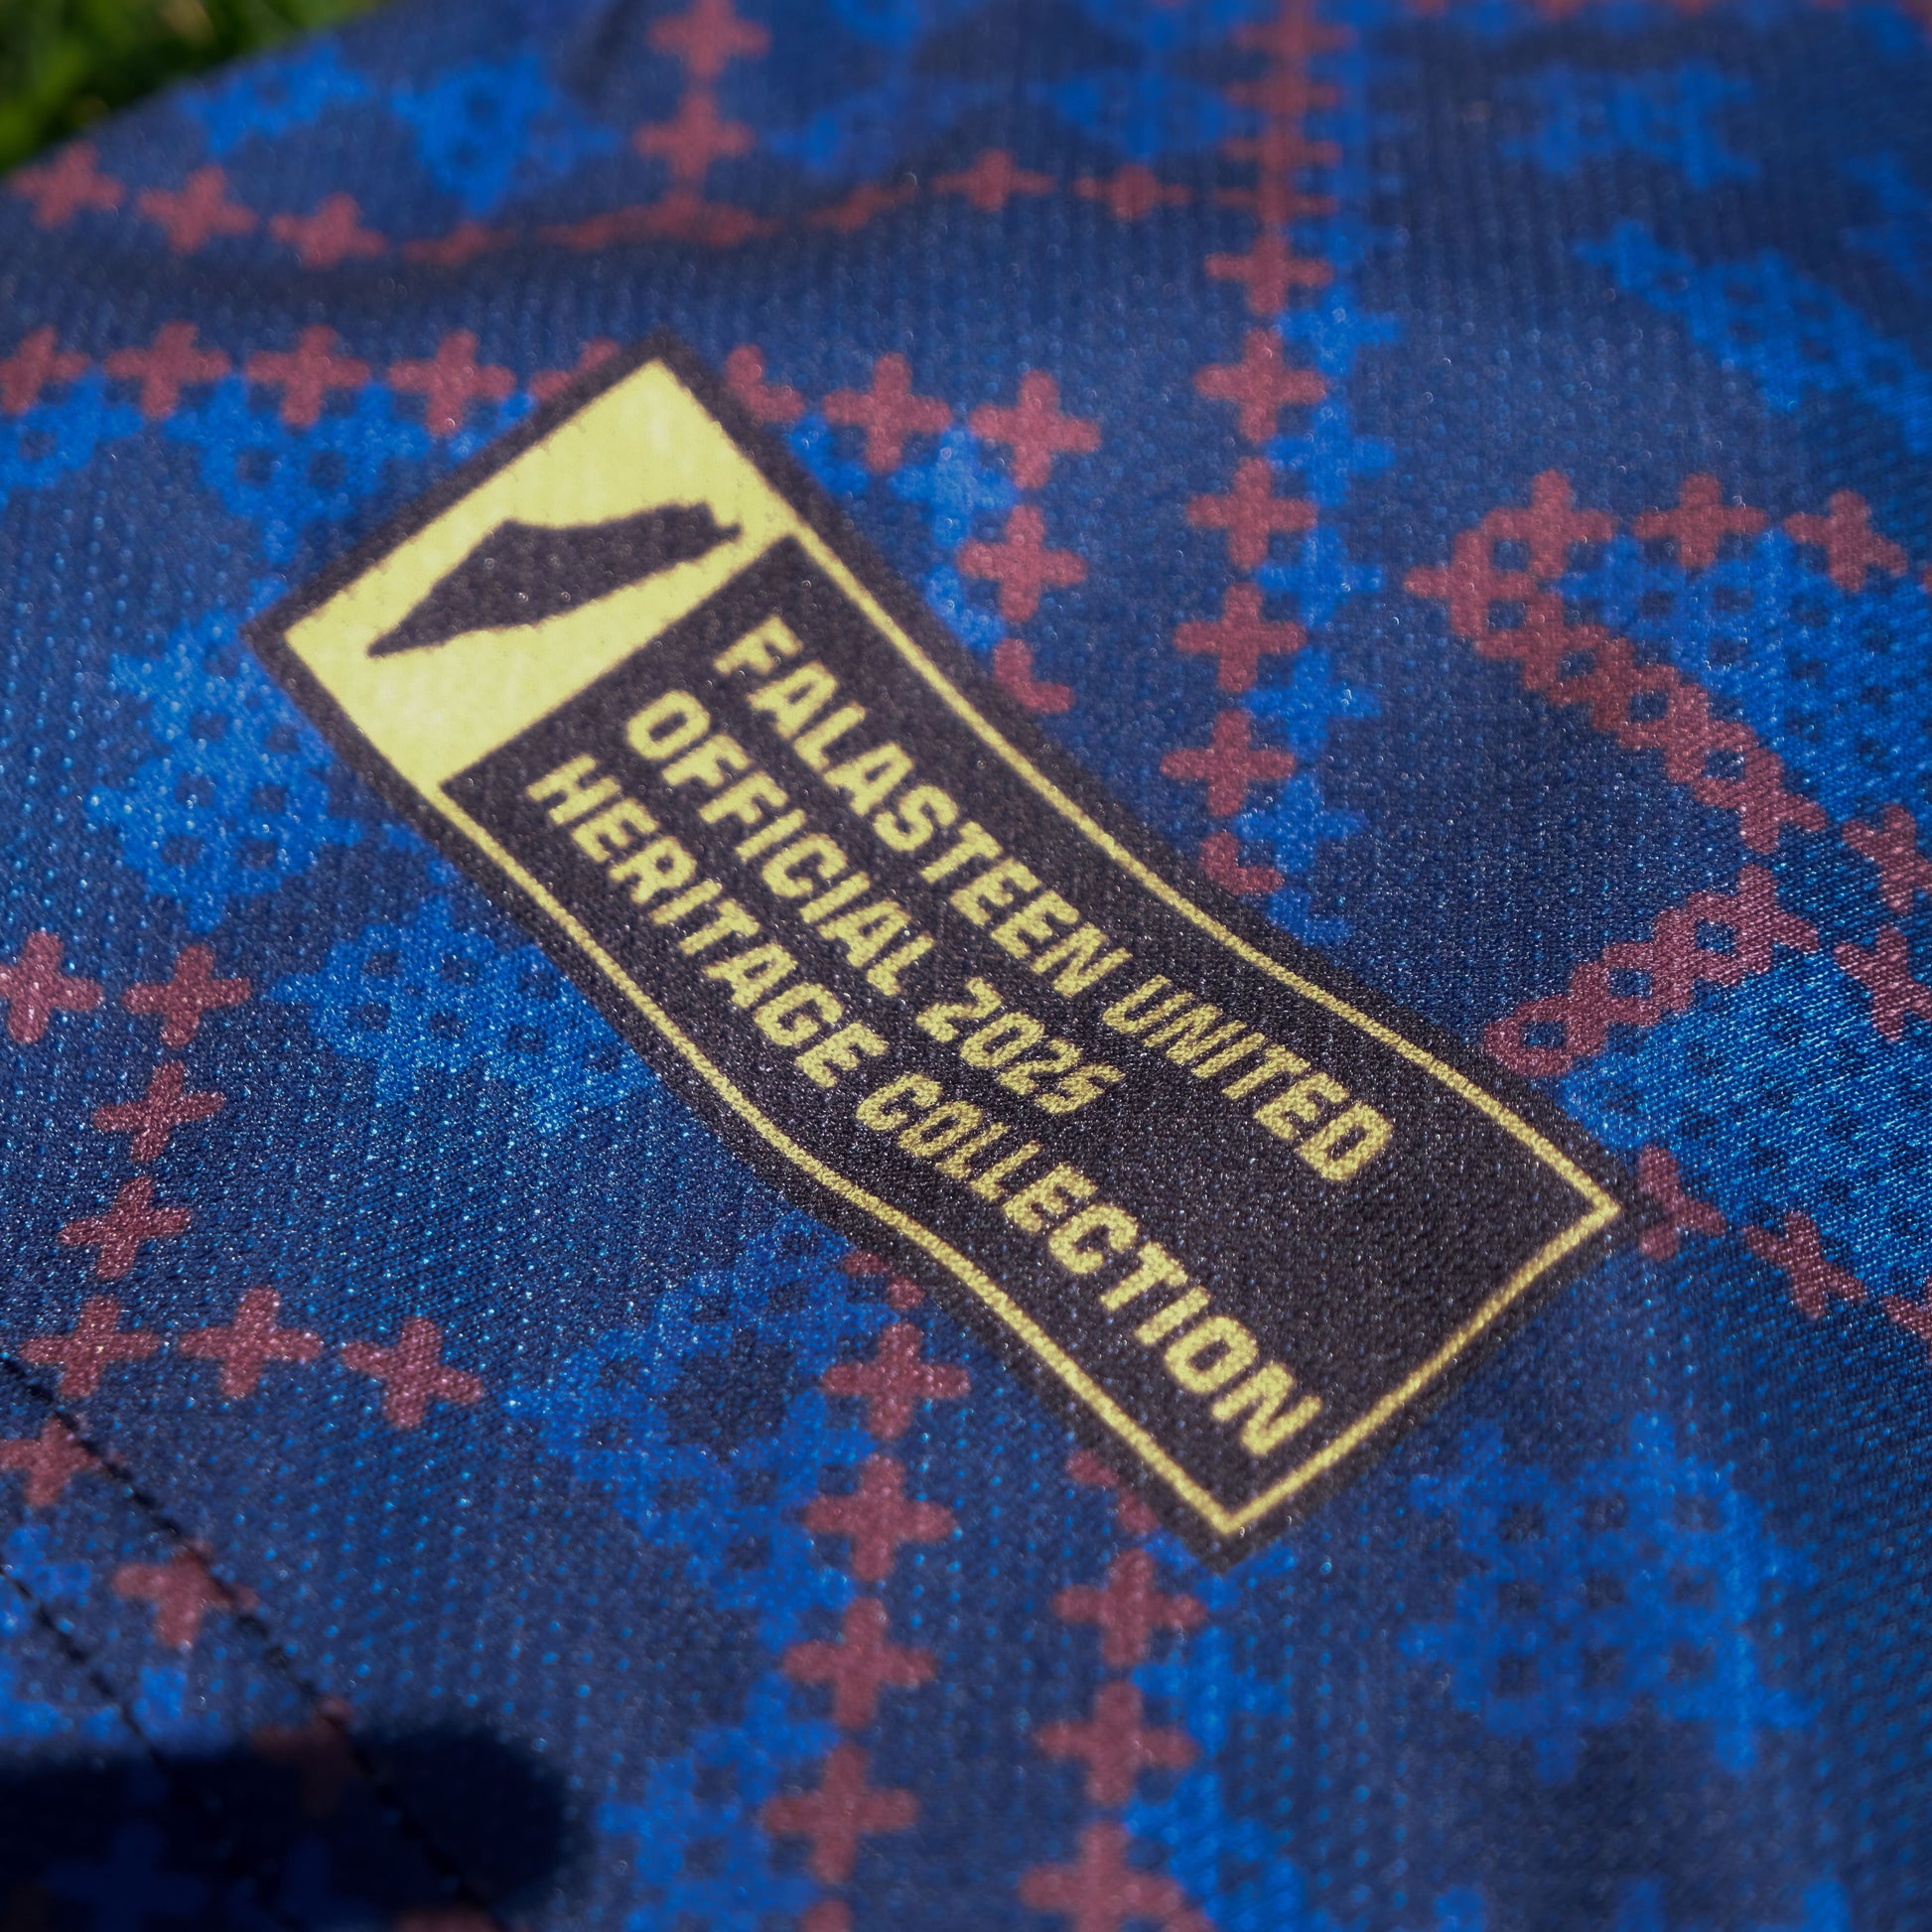 FALASTEEN UNITED
OFFICIAL 2025
HERITAGE COLLECTION